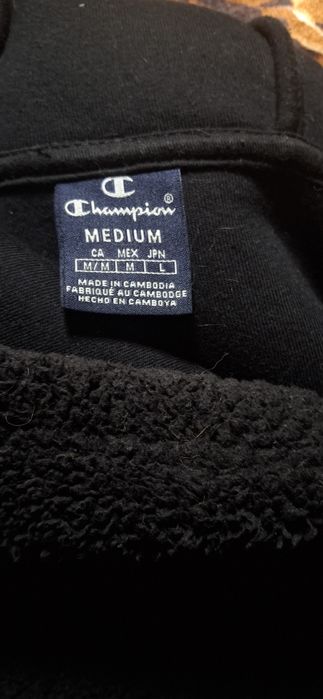 Champion®
MEDIUM
CA MEX JPN
M/M M L
MADE IN CAMBODIA
FABRIQUÉ AU CAMBODGE
HECHO EN CAMBOYA